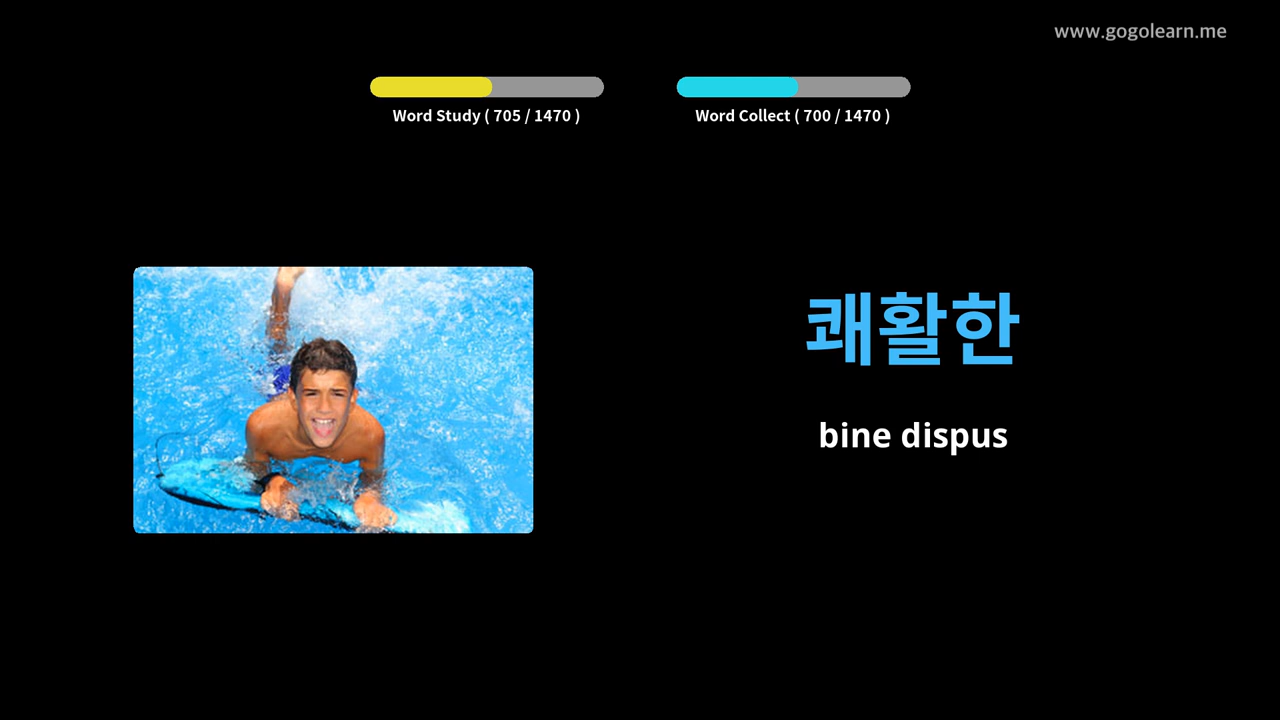 www.gogolearn.me
Word Study ( 705 / 1470 )
Word Collect ( 700 / 1470 )
쾌활한
bine dispus